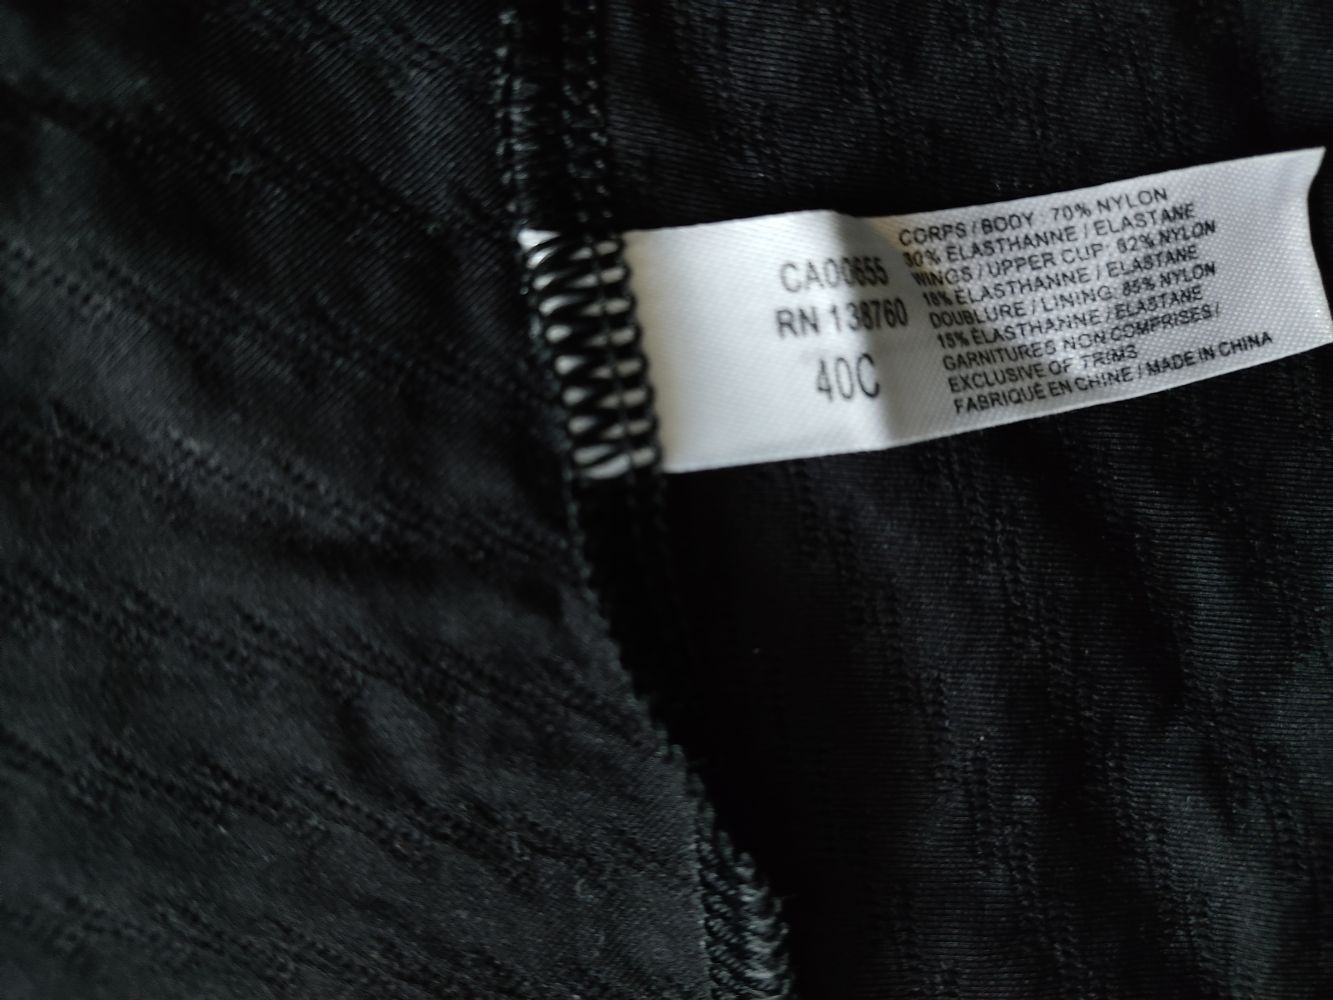 CA00655
RN 138760
40C
CORPS / BODY : 70% NYLON
30% ÉLASTHANNE / ELASTANE
WINGS / UPPER CUP: 82% NYLON
18% ÉLASTHANNE / ELASTANE
DOUBLURE / LINING: 85% NYLON
15% ÉLASTHANNE / ELASTANE
GARNITURES NON COMPRISES /
EXCLUSIVE OF TRIMS
FABRIQUÉ EN CHINE / MADE IN CHINA